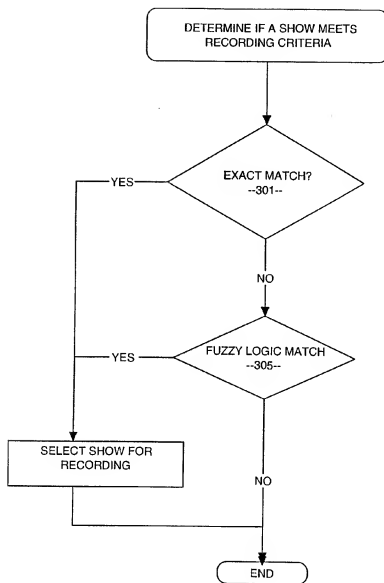 DETERMINE IF A SHOW MEETS
RECORDING CRITERIA
YES
EXACT MATCH?
--301--
NO
YES
FUZZY LOGIC MATCH
--305--
SELECT SHOW FOR
RECORDING
NO
END